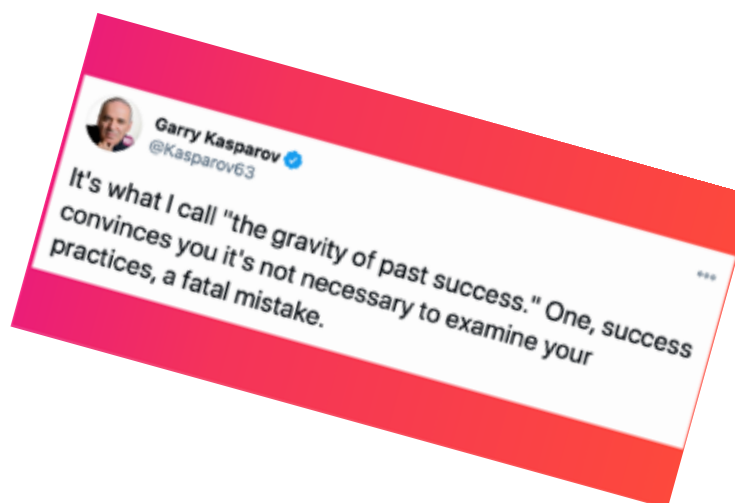 Garry Kasparov
@Kasparov63
It's what I call "the gravity of past success." One, success
convinces you it's not necessary to examine your
practices, a fatal mistake.